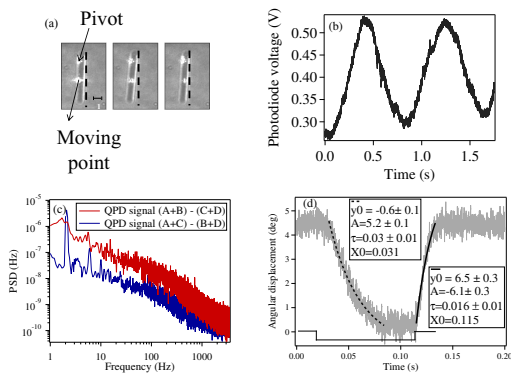 (a)
Pivot
Moving
point
(b)
Photodiode voltage (V)
0.50
0.45
0.40
0.35
0.30
0.0
0.5
1.0
1.5
Time (s)
(c)
QPD signal (A+B) - (C+D)
QPD signal (A+C) - (B+D)
PSD (Hz)
10-5
10-6
10-7
10-8
10-9
10-10
1
10
100
1000
Frequency (Hz)
(d)
Angular displacement (deg)
6
4
2
0
y0 = -0.6± 0.1
A=5.2 ± 0.1
τ=0.03 ± 0.01
X0=0.031
y0 = 6.5 ± 0.3
A=-6.1± 0.3
τ=0.016 ± 0.01
X0=0.115
0.00
0.05
0.10
0.15
0.20
Time (s)